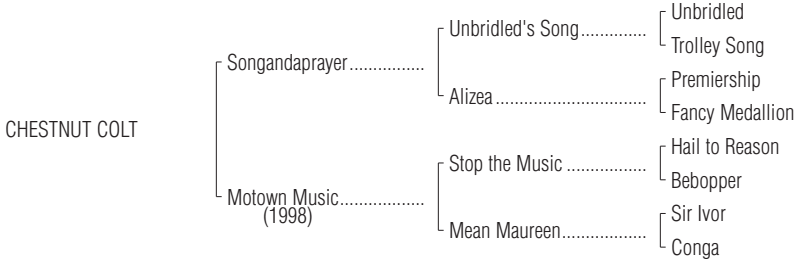 Unbridled
Unbridled's Song..............
Trolley Song
Songandaprayer................
Premiership
Alizea................................
Fancy Medallion
CHESTNUT COLT
Hail to Reason
Stop the Music .................
Bebopper
Motown Music..................
(1998)
Sir Ivor
Mean Maureen..................
Conga